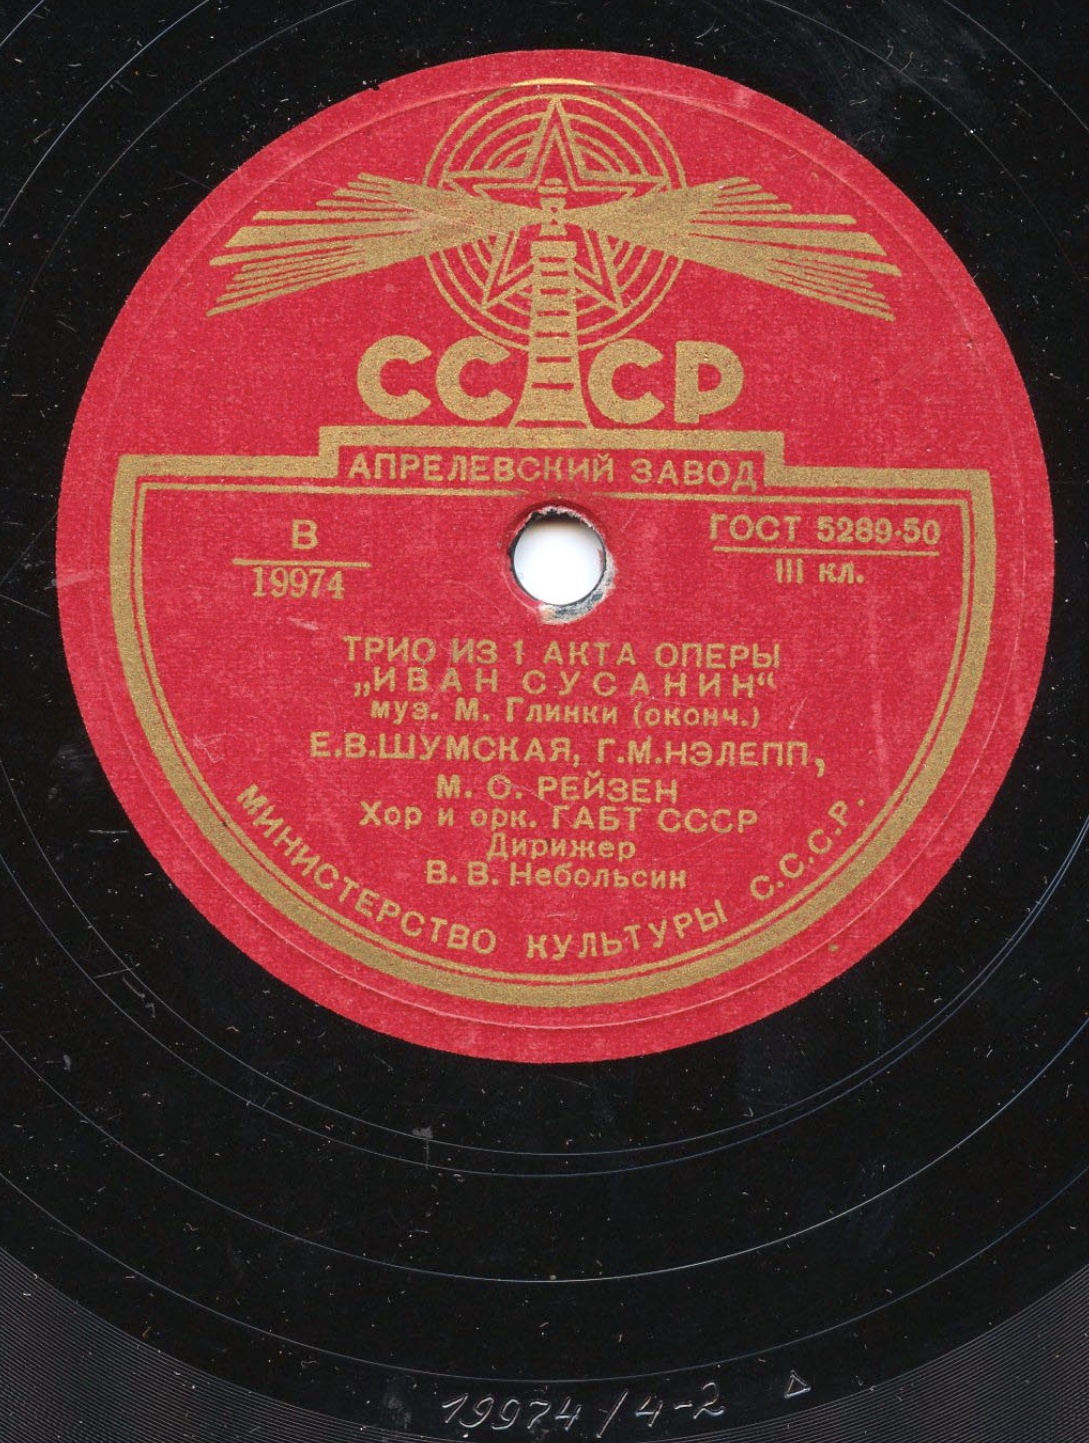 СССР
АПРЕЛЕВСКИЙ ЗАВОД
В
19974
ГОСТ 5289-50
III кл.
ТРИО ИЗ 1 АКТА ОПЕРЫ
„ИВАН СУСАНИН“
муз. М. Глинки (оконч.)
Е.В.ШУМСКАЯ, Г.М.НЭЛЕПП,
М. О. РЕЙЗЕН
Хор и орк. ГАБТ СССР
Дирижер
В. В. Небольсин
МИНИСТЕРСТВО КУЛЬТУРЫ С.С.С.Р.
19974/4-2 Δ